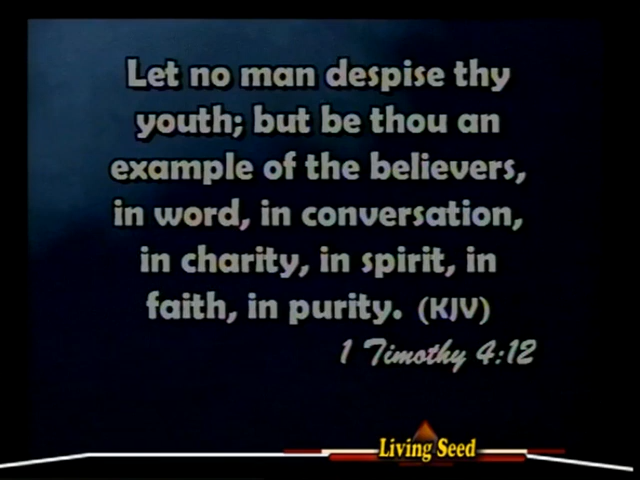 Let no man despise thy
youth; but be thou an
example of the believers,
in word, in conversation,
in charity, in spirit, in
faith, in purity. (KJV)
1 Timothy 4:12
Living Seed